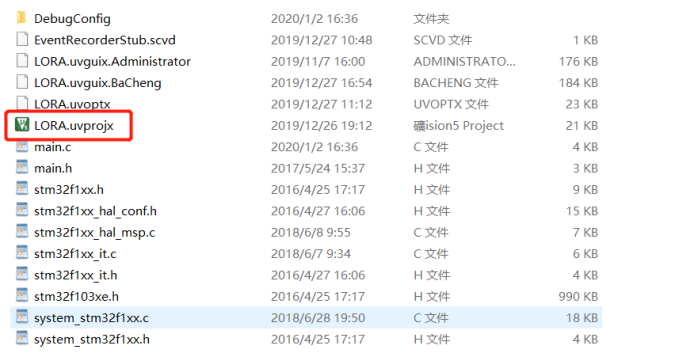 DebugConfig 2020/1/2 16:36 文件夹
EventRecorderStub.scvd 2019/12/27 10:48 SCVD 文件 1 KB
LORA.uvguix.Administrator 2019/11/7 16:00 ADMINISTRATO... 176 KB
LORA.uvguix.BaCheng 2019/12/27 16:54 BACHENG 文件 184 KB
LORA.uvoptx 2019/12/27 11:22 UVOPTX 文件 23 KB
LORA.uvprojx 2019/12/26 19:12 礦ision5 Project 21 KB
main.c 2020/1/2 16:36 C 文件 4 KB
main.h 2017/5/24 15:37 H 文件 3 KB
stm32f1xx.h 2016/4/25 17:17 H 文件 9 KB
stm32f1xx_hal_conf.h 2016/4/27 16:06 H 文件 15 KB
stm32f1xx_hal_msp.c 2018/6/8 9:55 C 文件 7 KB
stm32f1xx_it.c 2018/6/7 9:34 C 文件 6 KB
stm32f1xx_it.h 2016/4/27 16:06 H 文件 4 KB
stm32f103xe.h 2016/4/25 17:17 H 文件 990 KB
system_stm32f1xx.c 2018/6/28 19:50 C 文件 18 KB
system_stm32f1xx.h 2016/4/25 17:17 H 文件 4 KB